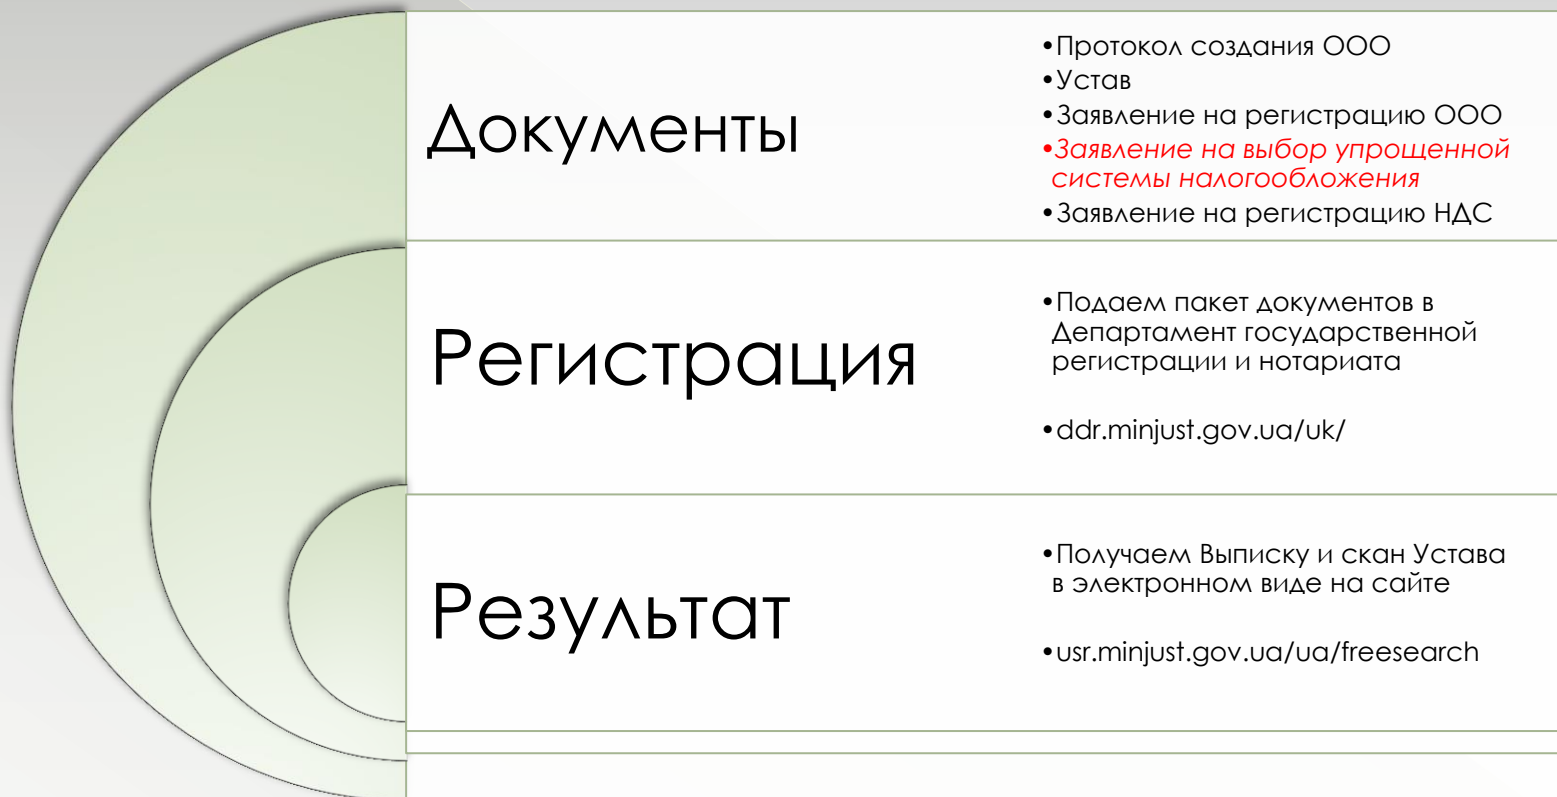 Документы
•Протокол создания ООО
•Устав
•Заявление на регистрацию ООО
•Заявление на выбор упрощенной
системы налогообложения
•Заявление на регистрацию НДС
Регистрация
•Подаем пакет документов в
Департамент государственной
регистрации и нотариата
•ddr.minjust.gov.ua/uk/
Результат
•Получаем Выписку и скан Устава
в электронном виде на сайте
•usr.minjust.gov.ua/ua/freesearch